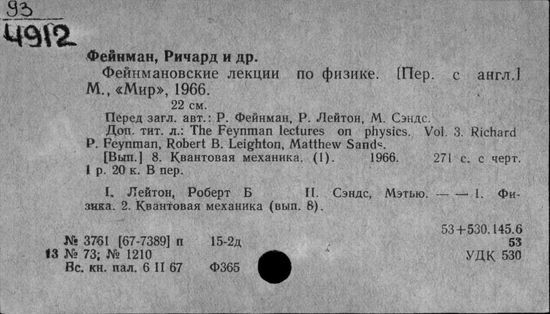 93
4912
Фейнман, Ричард и др.
Фейнмановские лекции по физике. [Пер. с англ.]
М., «Мир», 1966.
22 см.
Перед загл. авт.: Р. Фейнман, Р. Лейтон, М. Сэндс.
Доп. тит. л.: The Feynman lectures on physics. Vol. 3. Richard
P. Feynman, Robert B. Leighton, Matthew Sands.
[Вып.] 8. Квантовая механика. (1). 1966. 271 с. с черт.
1 р. 20 к. В пер.
I. Лейтон, Роберт Б II. Сэндс, Мэтью. — — 1. Фи-
зика. 2. Квантовая механика (вып. 8).
53+530.145.6
№ 3761 [67-7389] п 15-2д 53
13 № 73; № 1210 УДК 530
Вс. кн. пал. 6 II 67 Ф365